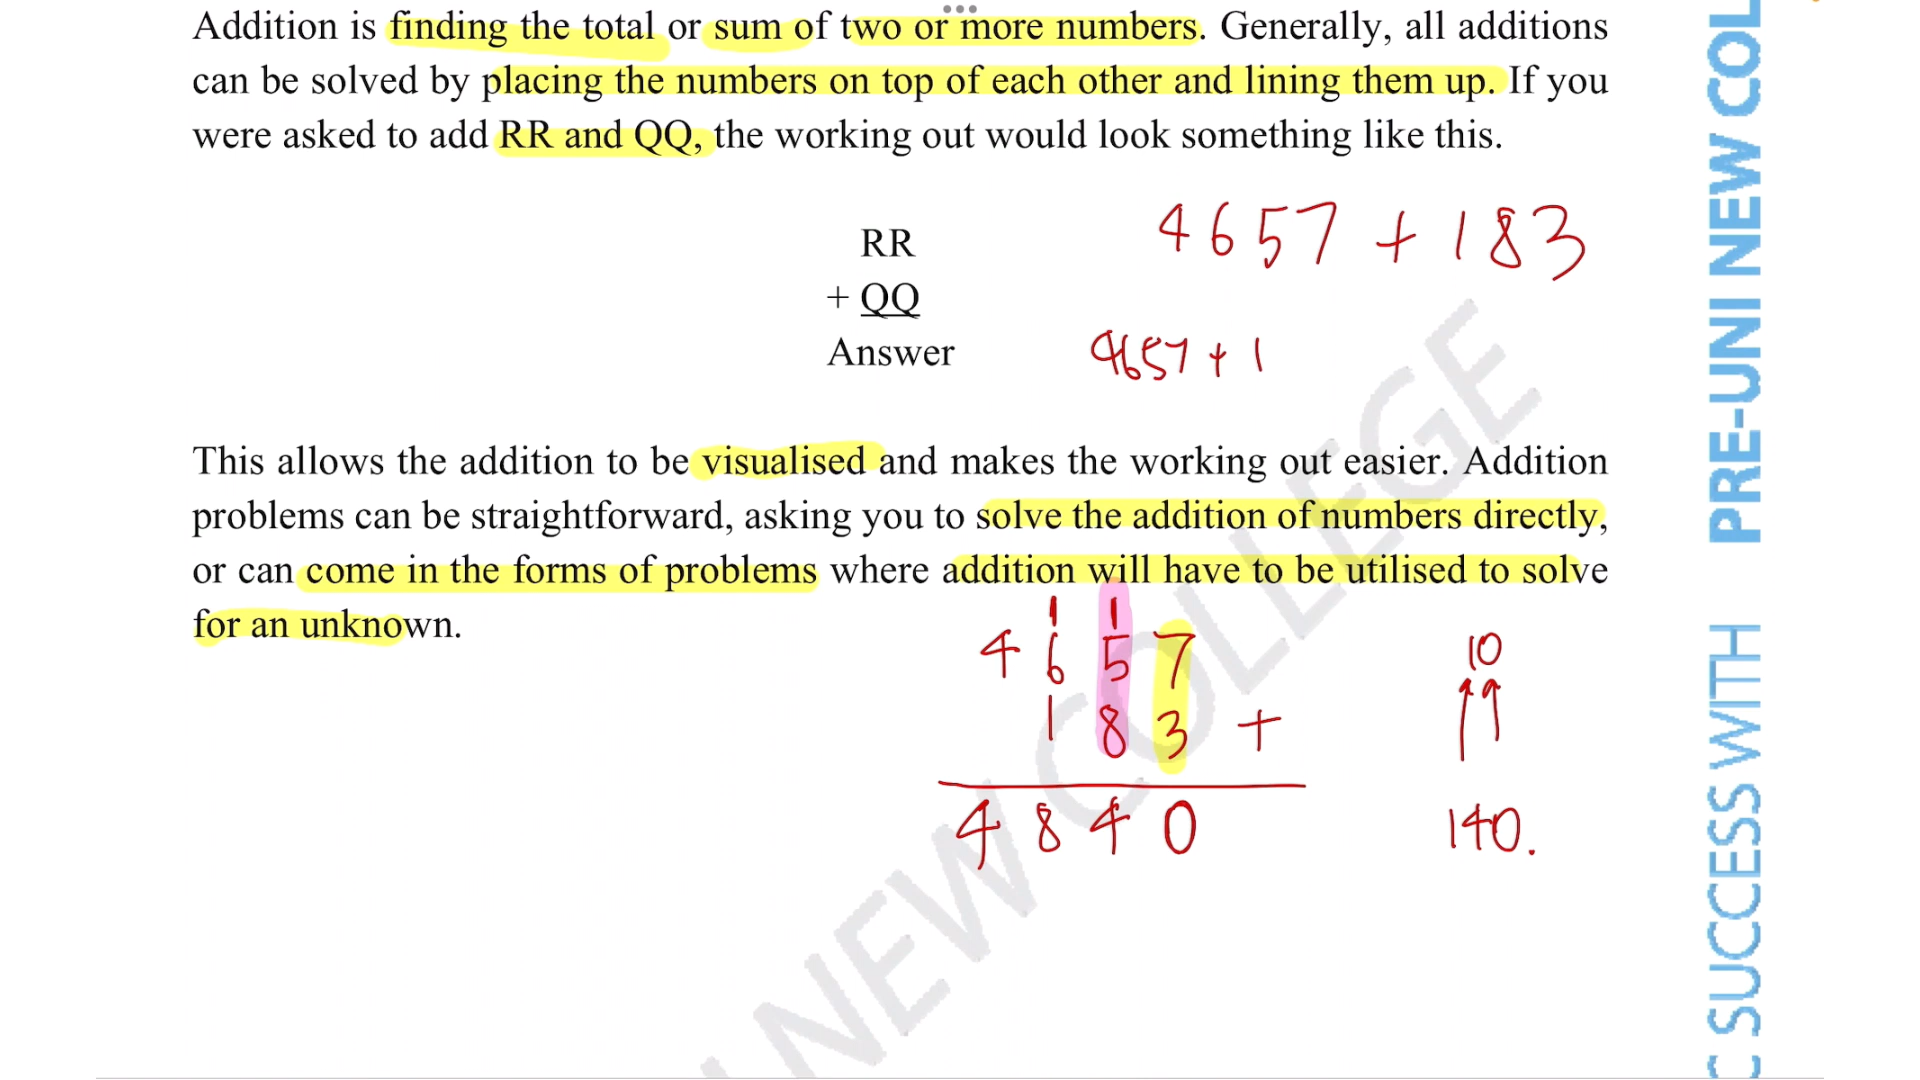 Addition is finding the total or sum of two or more numbers. Generally, all additions
can be solved by placing the numbers on top of each other and lining them up. If you
were asked to add RR and QQ, the working out would look something like this.
RR
+ QQ
Answer
4657 + 183
4657 + 1
This allows the addition to be visualised and makes the working out easier. Addition
problems can be straightforward, asking you to solve the addition of numbers directly,
or can come in the forms of problems where addition will have to be utilised to solve
for an unknown.
1 1
4 6 5 7
1 8 3 +
4 8 4 0
10
140.
NEW COLLEGE
C SUCCESS WITH PRE-UNI NEW COL